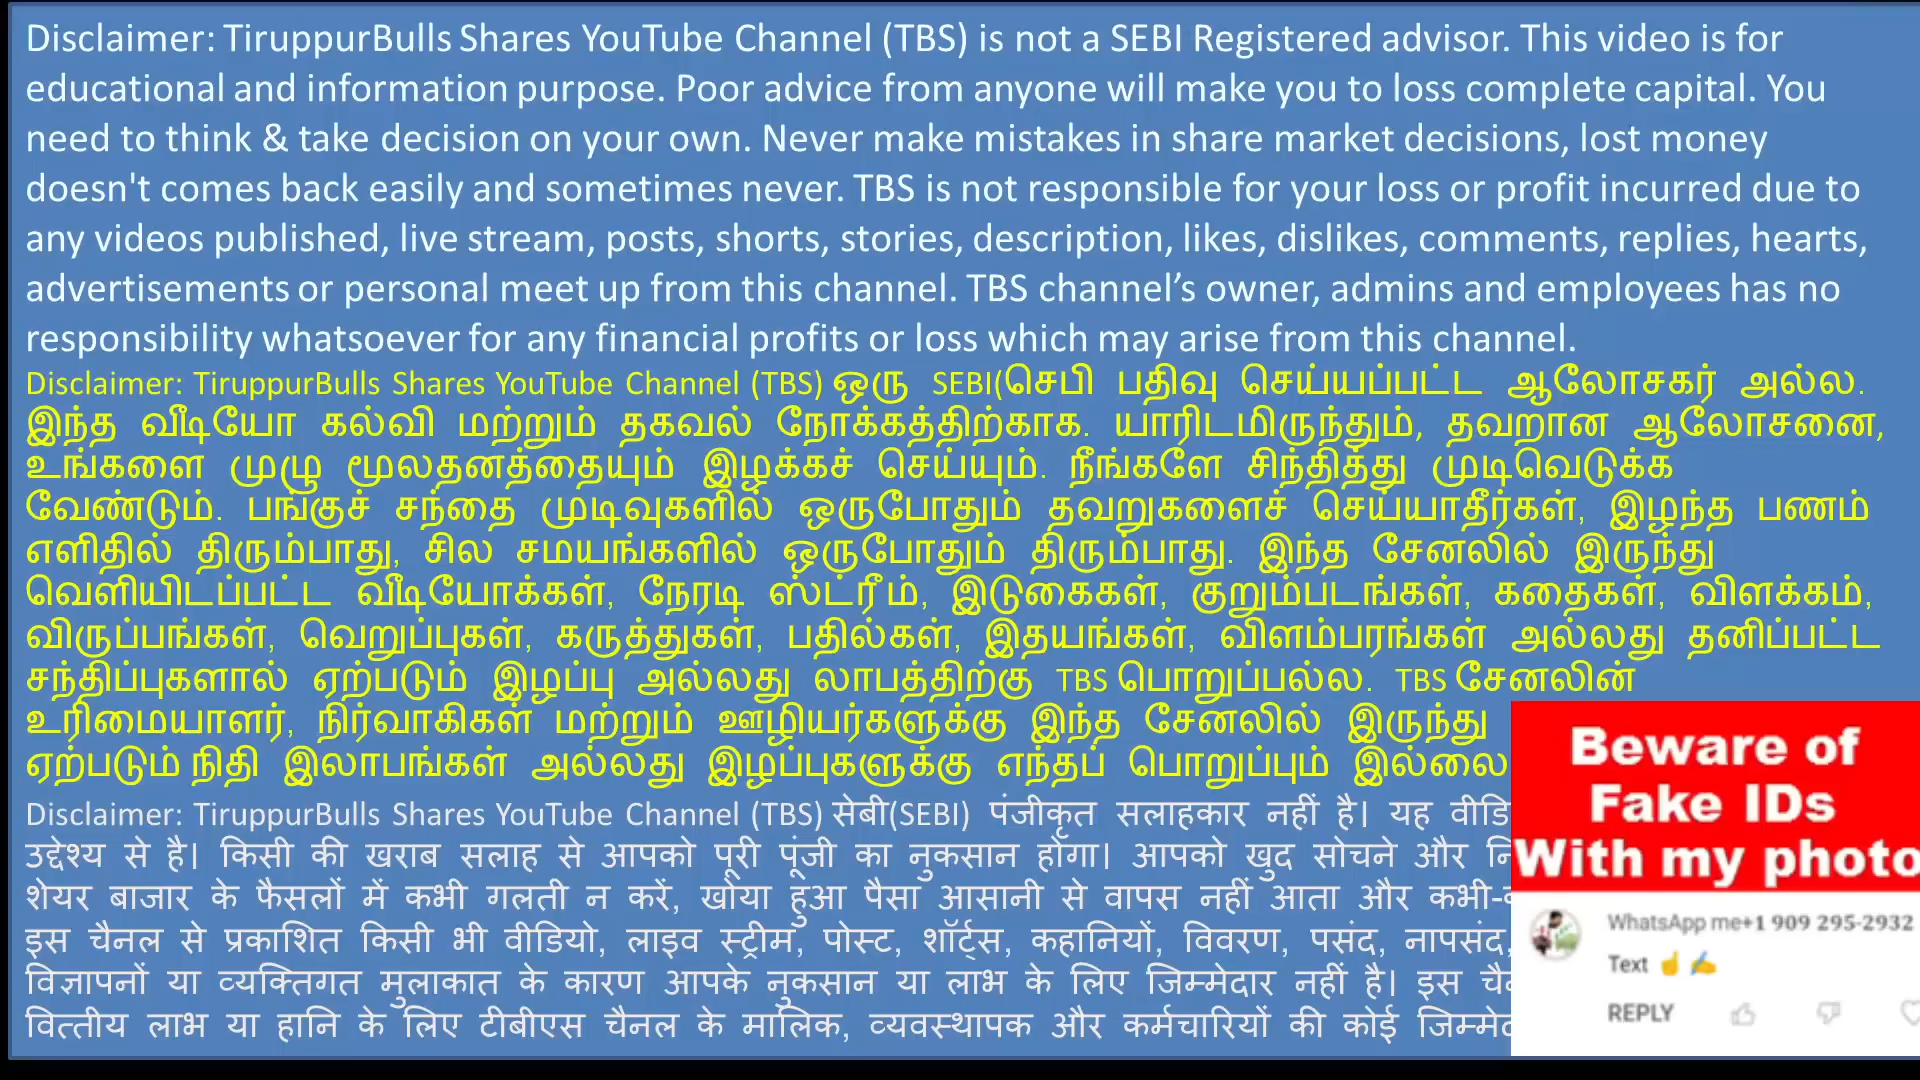 Disclaimer: TiruppurBulls Shares YouTube Channel (TBS) is not a SEBI Registered advisor. This video is for
educational and information purpose. Poor advice from anyone will make you to loss complete capital. You
need to think & take decision on your own. Never make mistakes in share market decisions, lost money
doesn't comes back easily and sometimes never. TBS is not responsible for your loss or profit incurred due to
any videos published, live stream, posts, shorts, stories, description, likes, dislikes, comments, replies, hearts,
advertisements or personal meet up from this channel. TBS channel’s owner, admins and employees has no
responsibility whatsoever for any financial profits or loss which may arise from this channel.
Disclaimer: TiruppurBulls Shares YouTube Channel (TBS) ஒரு SEBI(செபி பதிவு செய்யப்பட்ட ஆலோசகர் அல்ல.
இந்த வீடியோ கல்வி மற்றும் தகவல் நோக்கத்திற்காக. யாரிடமிருந்தும், தவறான ஆலோசனை,
உங்களை முழு மூலதனத்தையும் இழக்கச் செய்யும். நீங்களே சிந்தித்து முடிவெடுக்க
வேண்டும். பங்குச் சந்தை முடிவுகளில் ஒருபோதும் தவறுகளைச் செய்யாதீர்கள், இழந்த பணம்
எளிதில் திரும்பாது, சில சமயங்களில் ஒருபோதும் திரும்பாது. இந்த சேனலில் இருந்து
வெளியிடப்பட்ட வீடியோக்கள், நேரடி ஸ்ட்ரீம், இடுகைகள், குறும்படங்கள், கதைகள், விளக்கம்,
விருப்பங்கள், வெறுப்புகள், கருத்துகள், பதில்கள், இதயங்கள், விளம்பரங்கள் அல்லது தனிப்பட்ட
சந்திப்புகளால் ஏற்படும் இழப்பு அல்லது லாபத்திற்கு TBS பொறுப்பல்ல. TBS சேனலின்
உரிமையாளர், நிர்வாகிகள் மற்றும் ஊழியர்களுக்கு இந்த சேனலில் இருந்து
ஏற்படும் நிதி இலாபங்கள் அல்லது இழப்புகளுக்கு எந்தப் பொறுப்பும் இல்லை
Disclaimer: TiruppurBulls Shares YouTube Channel (TBS) सेबी(SEBI) पंजीकृत सलाहकार नहीं है। यह
उद्देश्य से है। किसी की खराब सलाह से आपको पूरी पूंजी का नुकसान होगा। आपको खुद सोचने और
शेयर बाजार के फैसलों में कभी गलती न करें, खोया हुआ पैसा आसानी से वापस नहीं आता और
इस चैनल से प्रकाशित किसी भी वीडियो, लाइव स्ट्रीम, पोस्ट, शॉर्ट्स, कहानियों, विवरण, पसंद, नापसंद,
विज्ञापनों या व्यक्तिगत मुलाकात के कारण आपके नुकसान या लाभ के लिए जिम्मेदार नहीं है। इस
वित्तीय लाभ या हानि के लिए टीबीएस चैनल के मालिक, व्यवस्थापक और कर्मचारियों की कोई
Beware of
Fake IDs
With my photo
WhatsApp me+1 909 295-2932
Text ☝️ ✍️
REPLY